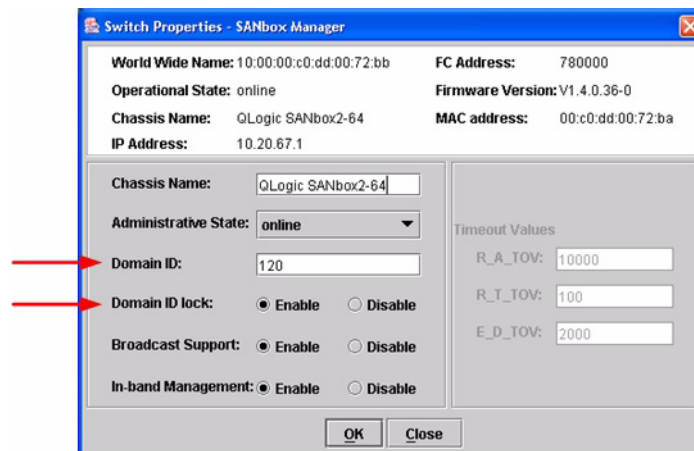 Switch Properties - SANbox Manager
World Wide Name: 10:00:00:c0:dd:00:72:bb FC Address: 780000
Operational State: online Firmware Version: V1.4.0.36-0
Chassis Name: QLogic SANbox2-64 MAC address: 00:c0:dd:00:72:ba
IP Address: 10.20.67.1
Chassis Name: QLogic SANbox2-64
Administrative State: online
Timeout Values
Domain ID: 120
R_A_TOV: 10000
Domain ID lock: Enable Disable
R_T_TOV: 100
Broadcast Support: Enable Disable
E_D_TOV: 2000
In-band Management: Enable Disable
OK Close